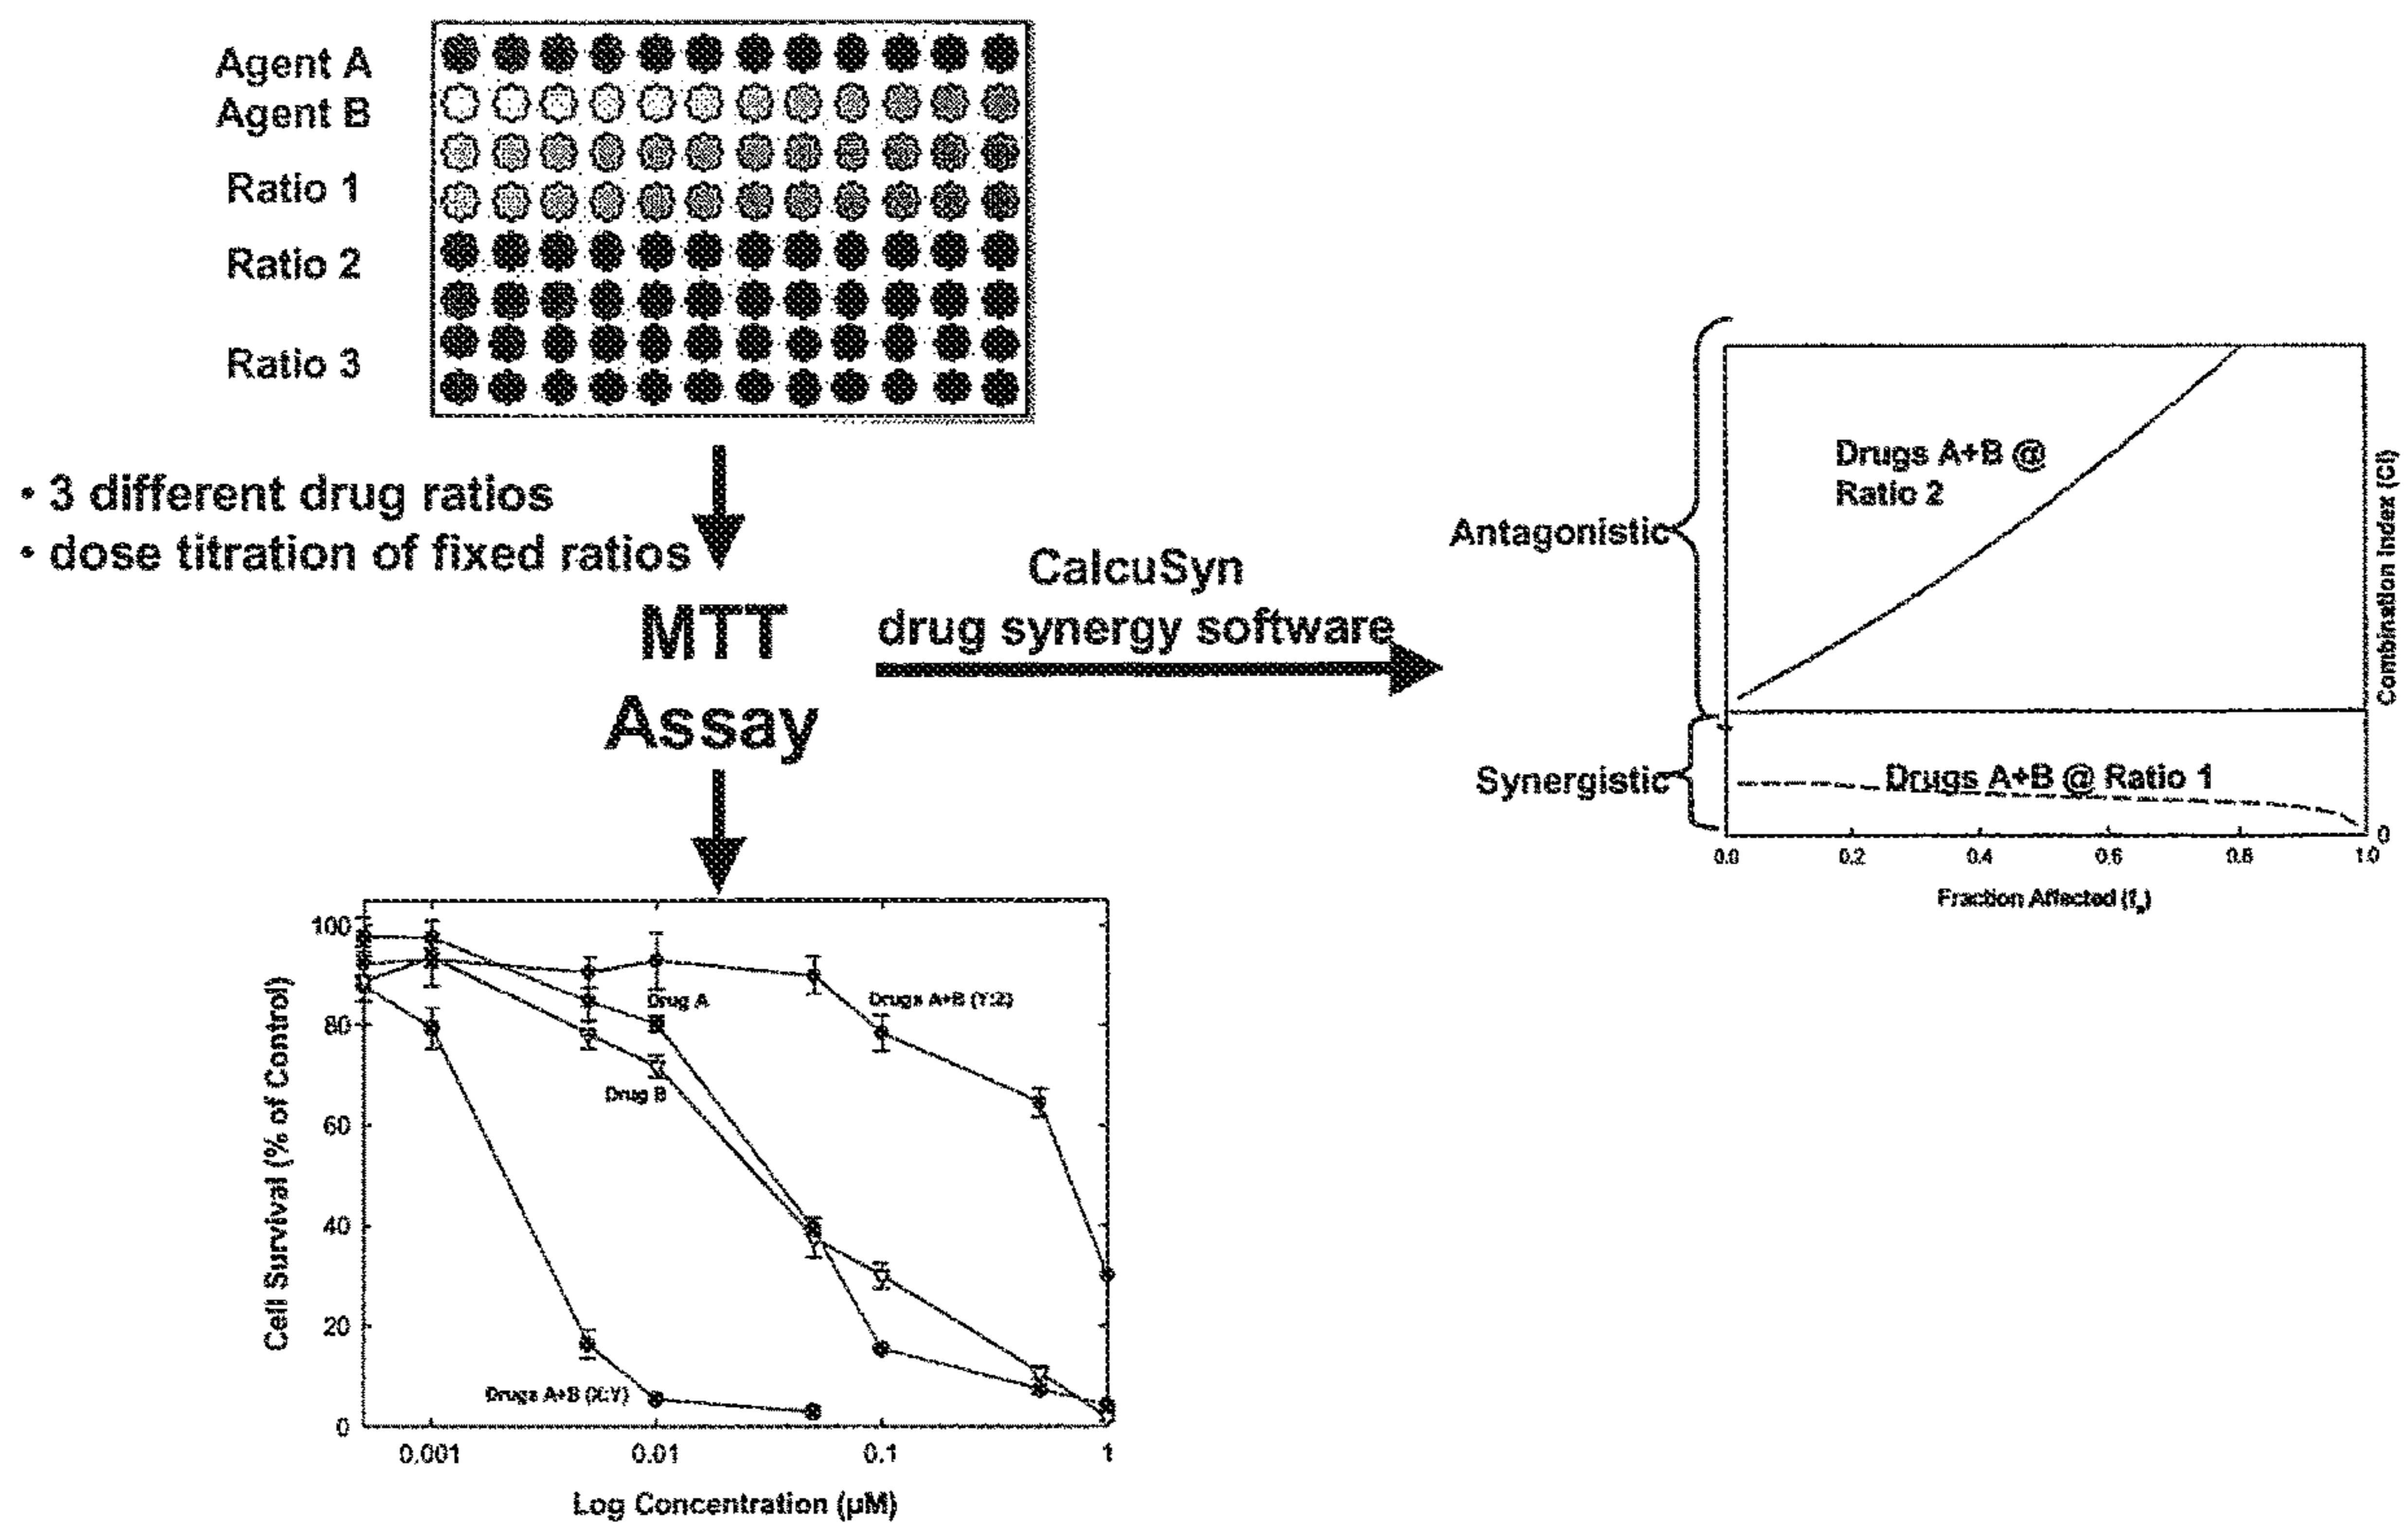 Agent A
Agent B
Ratio 1
Ratio 2
Ratio 3
• 3 different drug ratios
• dose titration of fixed ratios
MTT
Assay
CalcuSyn
drug synergy software
Antagonistic
Synergistic
Drugs A+B @
Ratio 2
Drugs A+B @ Ratio 1
Combination Index (CI)
0
0.0 0.2 0.4 0.6 0.8 1.0
Fraction Affected (fa)
Cell Survival (% of Control)
100
80
60
40
20
0
Drug A
Drug B
Drugs A+B (Y:Z)
Drugs A+B (X:Y)
0.001 0.01 0.1 1
Log Concentration (µM)